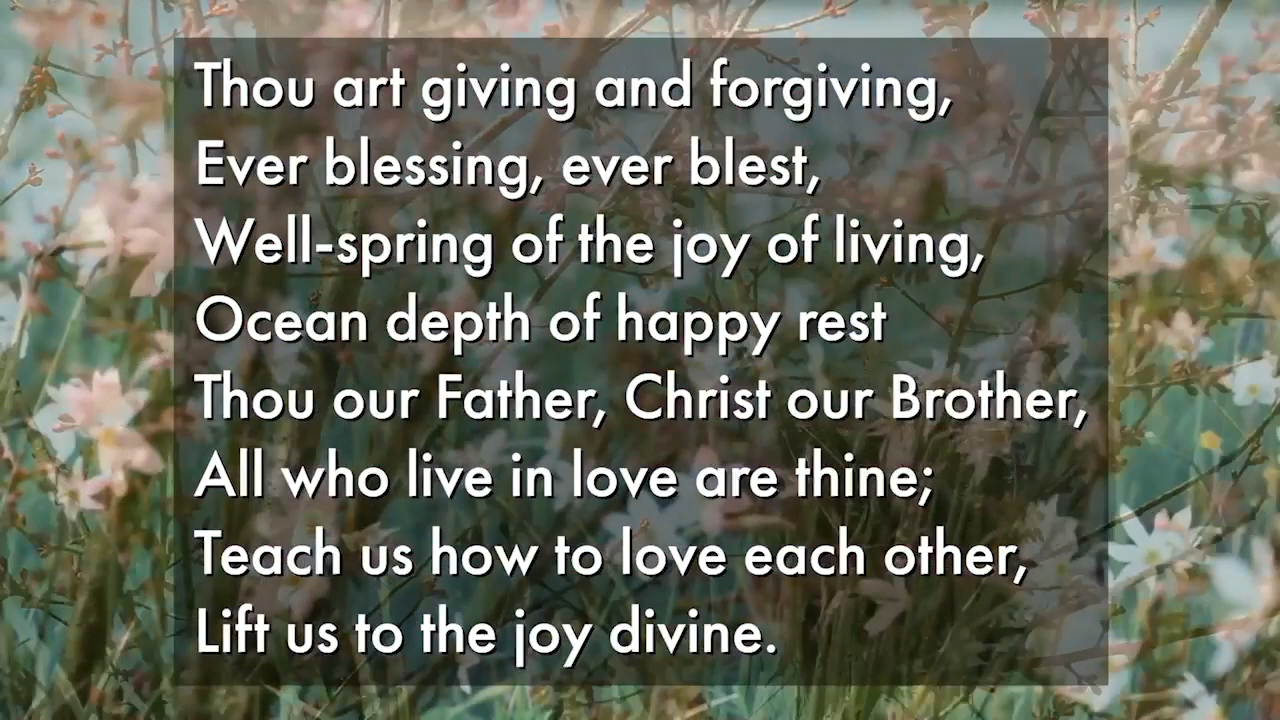 Thou art giving and forgiving,
Ever blessing, ever blest,
Well-spring of the joy of living,
Ocean depth of happy rest
Thou our Father, Christ our Brother,
All who live in love are thine;
Teach us how to love each other,
Lift us to the joy divine.